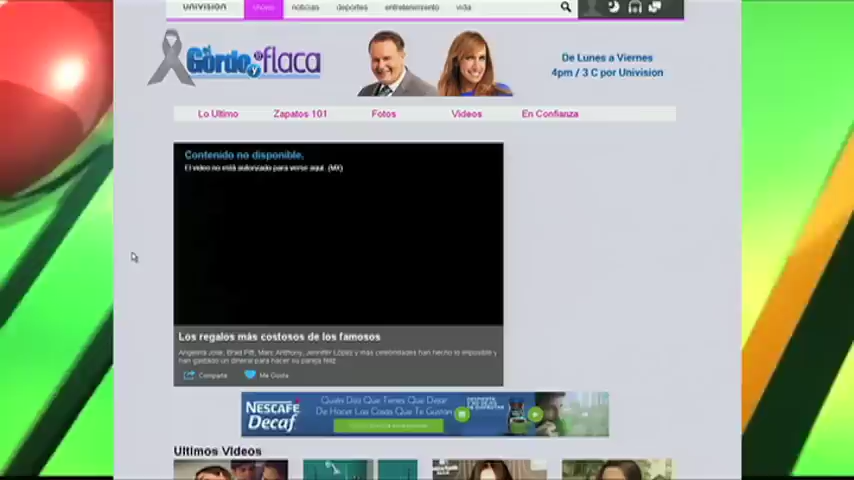 UNIVISION shows noticias deportes entretenimiento vida
El Gordo y la flaca
De Lunes a Viernes
4pm / 3 C por Univision
Lo Ultimo Zapatos 101 Fotos Videos En Confianza
Contenido no disponible.
El video no está autorizado para verse aquí. (MX)
Los regalos más costosos de los famosos
Angelina Jolie, Brad Pitt, Marc Anthony, Jennifer López y más celebridades han hecho lo imposible y
han gastado un dineral para hacer su pareja feliz
Comparte Me Gusta
NESCAFÉ
Decaf
Quién Dijo Que Tienes Que Dejar
De Hacer Las Cosas Que Te Gustan
Ultimos Videos